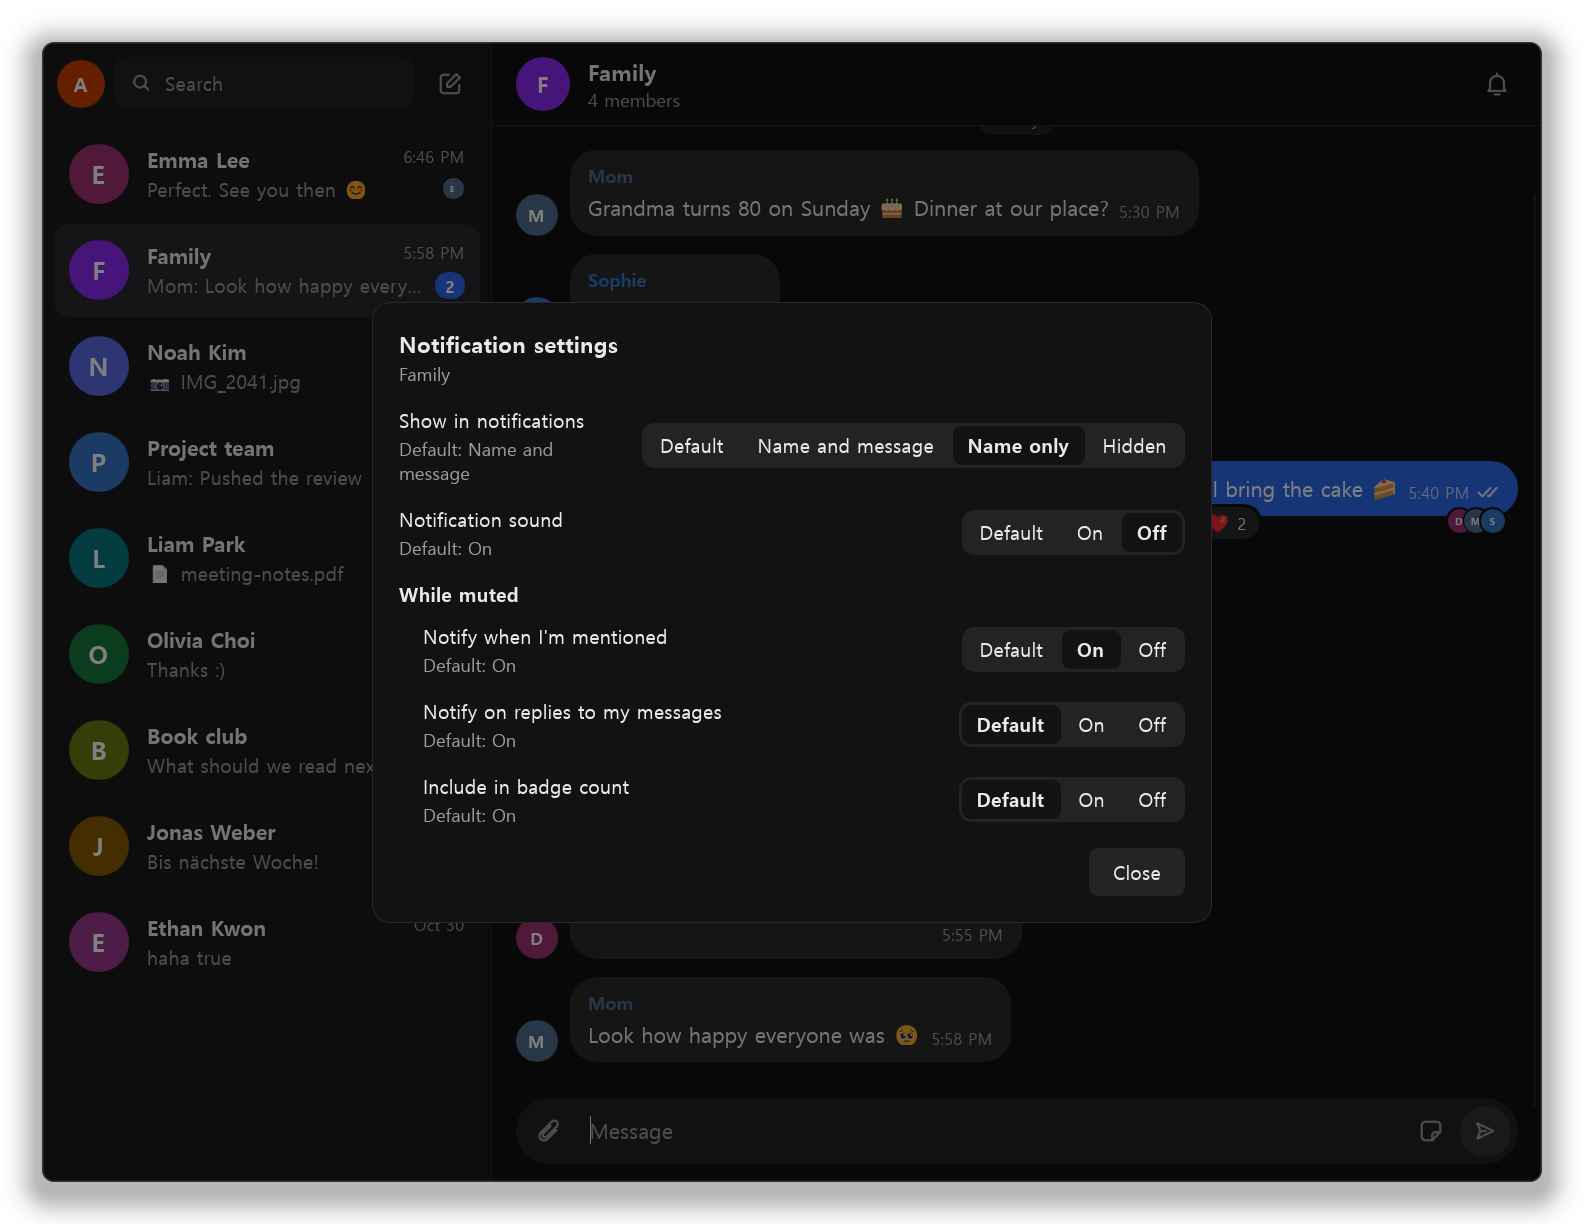 A
Search
E
Emma Lee
6:46 PM
Perfect. See you then 😊
E
F
Family
5:58 PM
Mom: Look how happy every...
2
N
Noah Kim
📷 IMG_2041.jpg
P
Project team
Liam: Pushed the review
L
Liam Park
📄 meeting-notes.pdf
O
Olivia Choi
Thanks :)
B
Book club
What should we read nex
J
Jonas Weber
Bis nächste Woche!
E
Ethan Kwon
Oct 30
haha true
F
Family
4 members
Mom
M
Grandma turns 80 on Sunday 🎂 Dinner at our place? 5:30 PM
Sophie
I bring the cake 🍰 5:40 PM
❤️ 2
D M S
Notification settings
Family
Show in notifications
Default: Name and
message
Default Name and message Name only Hidden
Notification sound
Default: On
Default On Off
While muted
Notify when I'm mentioned
Default: On
Default On Off
Notify on replies to my messages
Default: On
Default On Off
Include in badge count
Default: On
Default On Off
Close
D
5:55 PM
Mom
M
Look how happy everyone was 🥹 5:58 PM
Message